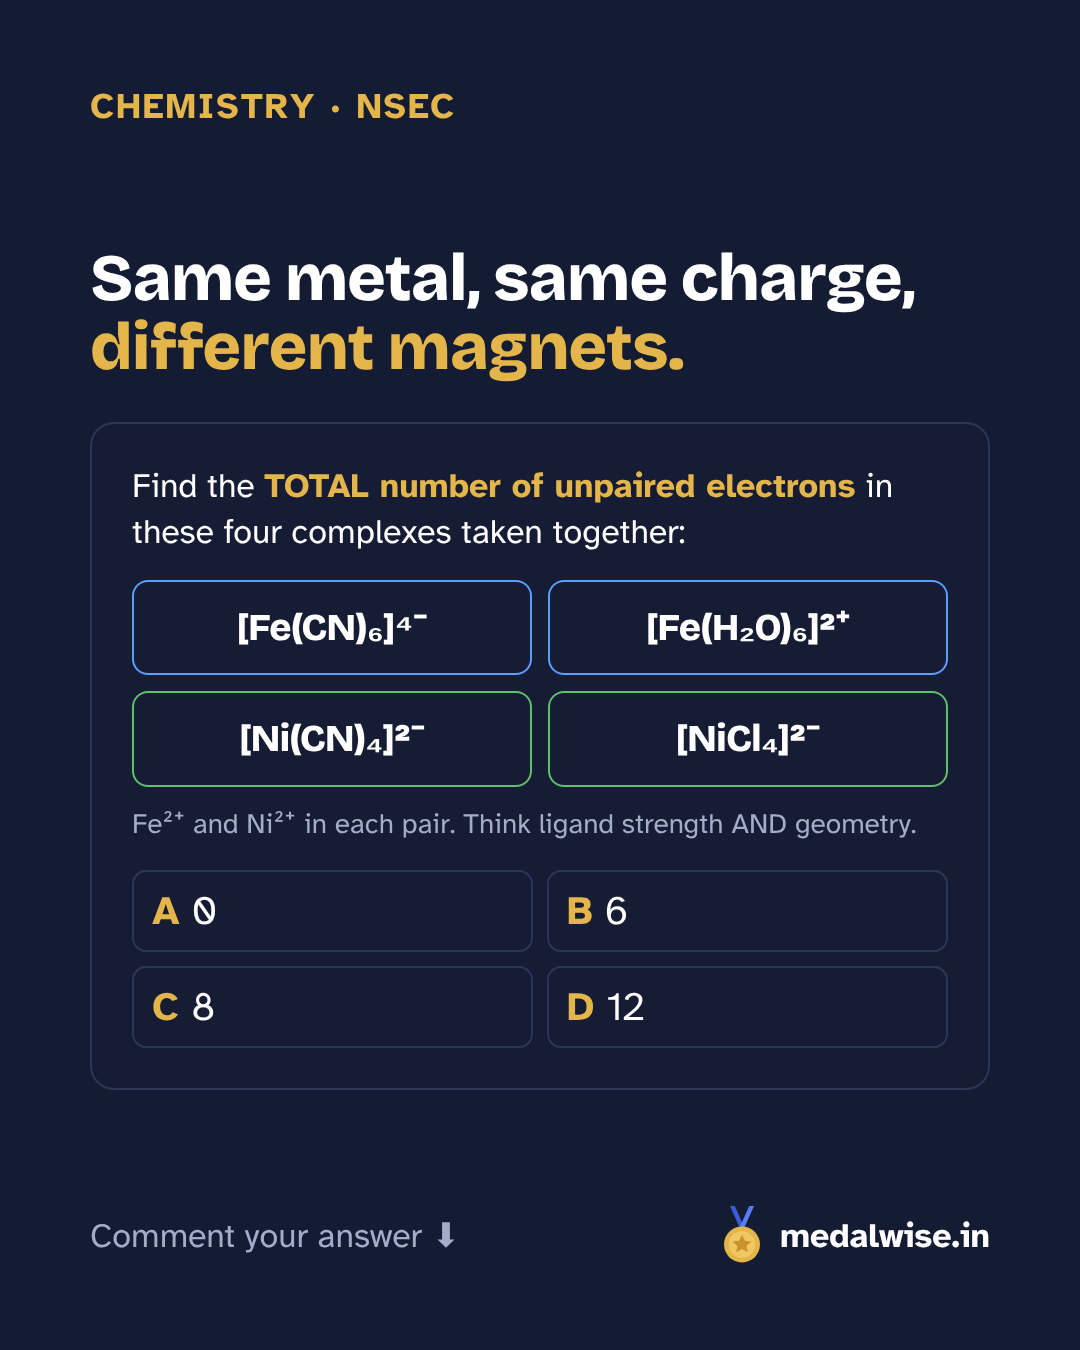 CHEMISTRY · NSEC
Same metal, same charge,
different magnets.
Find the TOTAL number of unpaired electrons in
these four complexes taken together:
[Fe(CN)₆]⁴⁻
[Fe(H₂O)₆]²⁺
[Ni(CN)₄]²⁻
[NiCl₄]²⁻
Fe²⁺ and Ni²⁺ in each pair. Think ligand strength AND geometry.
A 0
B 6
C 8
D 12
Comment your answer ⬇
medalwise.in